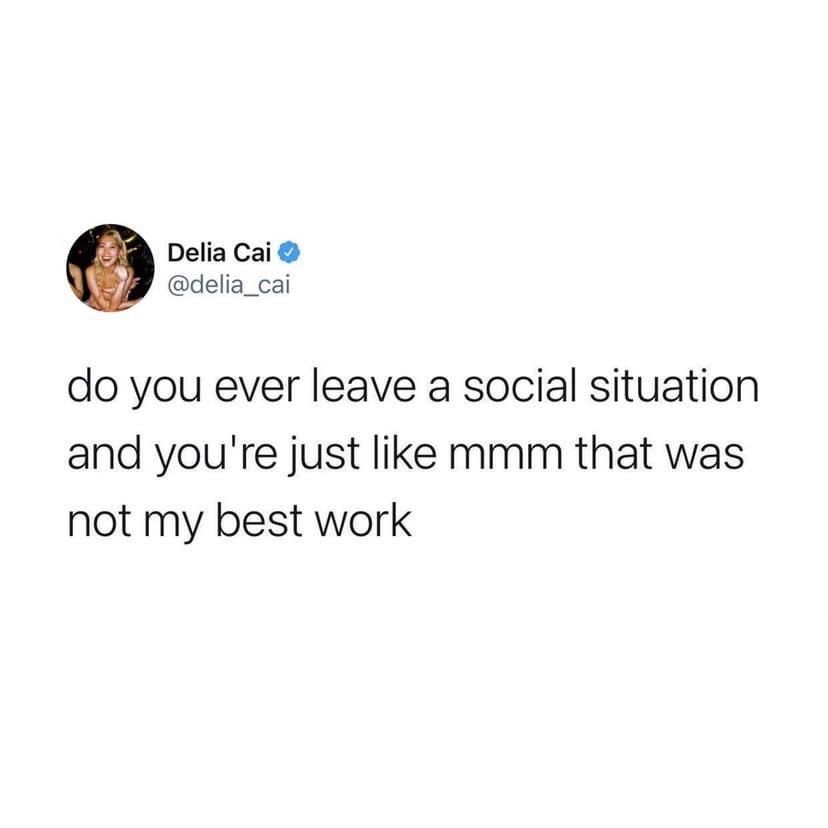 Delia Cai
@delia_cai
do you ever leave a social situation
and you're just like mmm that was
not my best work